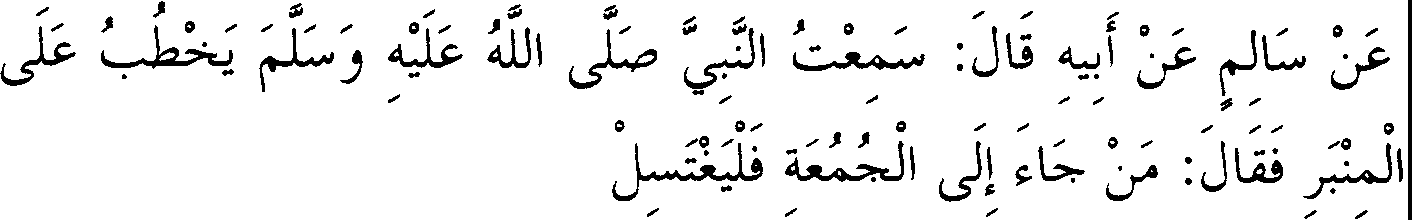 عَنْ سَالِمٍ عَنْ أَبِيهِ قَالَ: سَمِعْتُ النَّبِيَّ صَلَّى اللَّهُ عَلَيْهِ وَسَلَّمَ يَخْطُبُ عَلَى
الْمِنْبَرِ فَقَالَ: مَنْ جَاءَ إِلَى الْجُمُعَةِ فَلْيَغْتَسِلْ